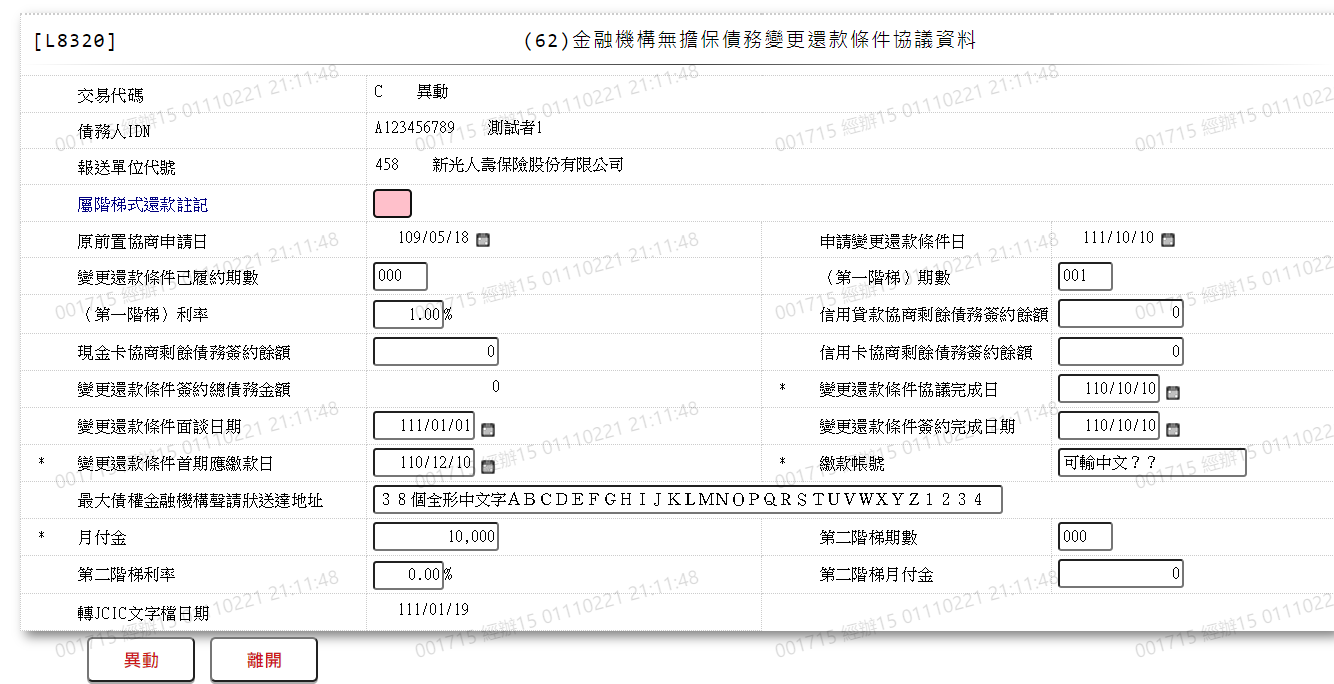 [L8320] (62)金融機構無擔保債務變更還款條件協議資料
交易代碼 C 異動
債務人IDN A123456789 測試者1
報送單位代號 458 新光人壽保險股份有限公司
屬階梯式還款註記
原前置協商申請日 109/05/18 申請變更還款條件日 111/10/10
變更還款條件已履約期數 000 (第一階梯)期數 001
(第一階梯)利率 1.00% 信用貸款協商剩餘債務簽約餘額 0
現金卡協商剩餘債務簽約餘額 0 信用卡協商剩餘債務簽約餘額 0
變更還款條件簽約總債務金額 0 * 變更還款條件協議完成日 110/10/10
變更還款條件面談日期 111/01/01 變更還款條件簽約完成日期 110/10/10
* 變更還款條件首期應繳款日 110/12/10 * 繳款帳號 可輸中文??
最大債權金融機構聲請狀送達地址 38個全形中文字ABCDEFGHIJKLMNOPQRSTUVWXYZ1234
* 月付金 10,000 第二階梯期數 000
第二階梯利率 0.00% 第二階梯月付金 0
轉JCIC文字檔日期 111/01/19
異動 離開
001715 經辦15 01110221 21:11:48